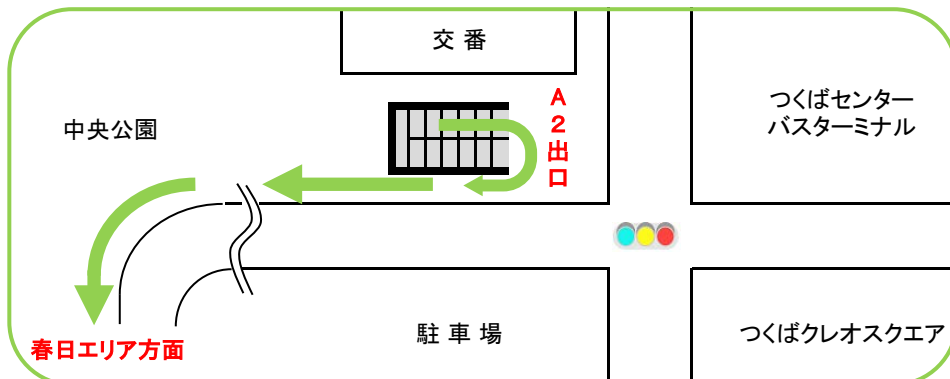 交番
A2出口
つくばセンター
バスターミナル
中央公園
駐車場
つくばクレオスクエア
春日エリア方面